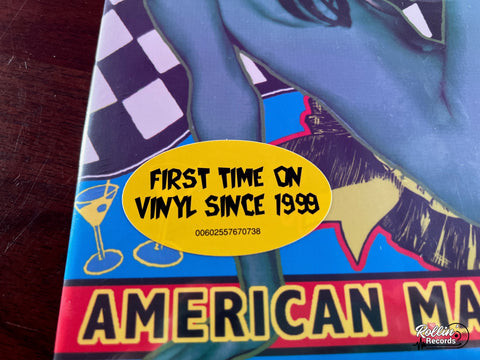 FIRST TIME ON
VINYL SINCE 1999
00602557670738
AMERICAN MA
Rollin'
Records